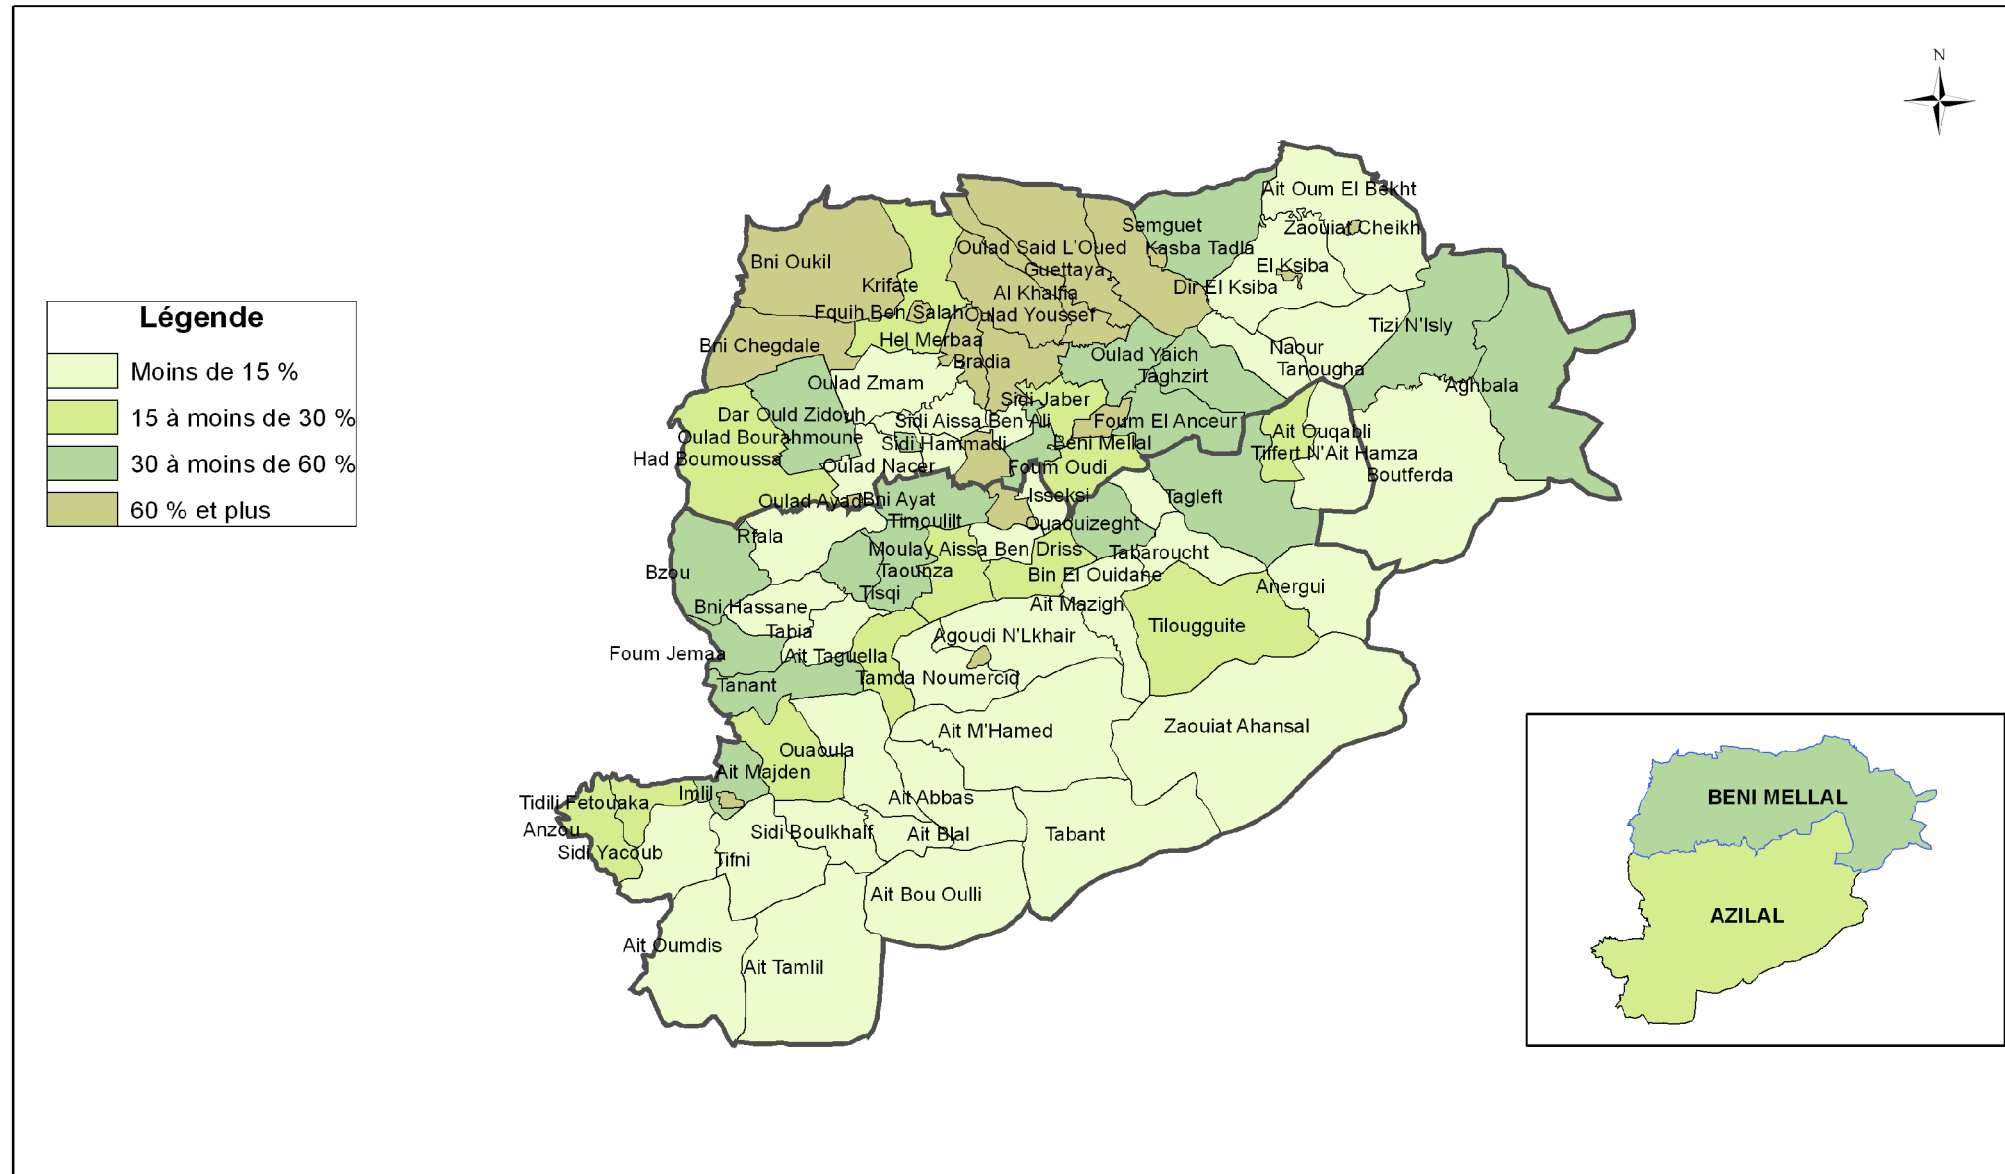 N
Légende
Moins de 15 %
15 à moins de 30 %
30 à moins de 60 %
60 % et plus
Ait Oum El Bekht
Semguet
Zaouiat Cheikh
Oulad Said L'Oued
Kasba Tadla
Bni Oukil
Guettaya
El Ksiba
Krifate
Al Khalfia
Dir El Ksiba
Fquih Ben Salah
Oulad Youssef
Tizi N'Isly
Bni Chegdale
Hel Merbaa
Naour
Bradia
Oulad Yaich
Tanougha
Oulad Zmam
Taghzirt
Aghbala
Sidi Jaber
Dar Ould Zidouh
Sidi Aissa Ben Ali
Foum El Anceur
Oulad Bourahmoune
Sidi Hammadi
Beni Mellal
Ait Ouqabli
Had Boumoussa
Oulad Nacer
Foum Oudi
Tiffert N'Ait Hamza
Boutferda
Oulad Ayad
Bni Ayat
Isseksi
Tagleft
Timoulilt
Ouaouizeght
Rfala
Moulay Aissa Ben Driss
Tabaroucht
Bzou
Taounza
Bin El Ouidane
Anergui
Tisqi
Bni Hassane
Ait Mazigh
Tabia
Agoudi N'Lkhair
Tilougguite
Foum Jemaa
Ait Taguella
Tanant
Tamda Noumercid
Ait M'Hamed
Zaouiat Ahansal
Ouaoula
Ait Majden
Tidili Fetouaka
Imlil
Ait Abbas
Anzou
Sidi Boulkhalf
Ait Blal
Tabant
Sidi Yacoub
Tifni
Ait Bou Oulli
Ait Oumdis
Ait Tamlil
BENI MELLAL
AZILAL